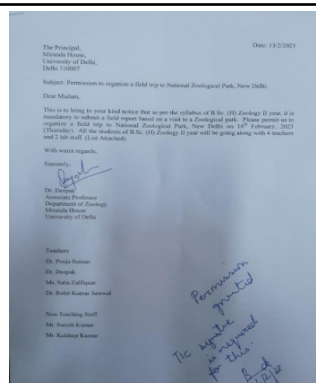 Date: 13/2/2023
The Principal,
Miranda House,
University of Delhi,
Delhi 110007
Subject: Permission to organize a field trip to National Zoological Park, New Delhi.
Dear Madam,
This is to bring to your kind notice that as per the syllabus of B.Sc. (H) Zoology II year, it is
mandatory to submit a field report based on a visit to a Zoological park. Please permit us to
organize a field trip to National Zoological Park, New Delhi on 16th February, 2023
(Thursday). All the students of B.Sc. (H) Zoology II year will be going along with 4 teachers
and 2 lab staff. (List Attached)
With warm regards,
Sincerely,
Dr. Deepak
Associate Professor
Department of Zoology
Miranda House
University of Delhi
Teachers
Dr. Pooja
Dr. Deepak
Ms. Saba Zulfiquar
Dr. Rohit Kumar
Non-Teaching Staff
Mr. Suresh Kumar
Mr. Kuldeep Kumar
Permission
granted
TIC signature
is required
for this.